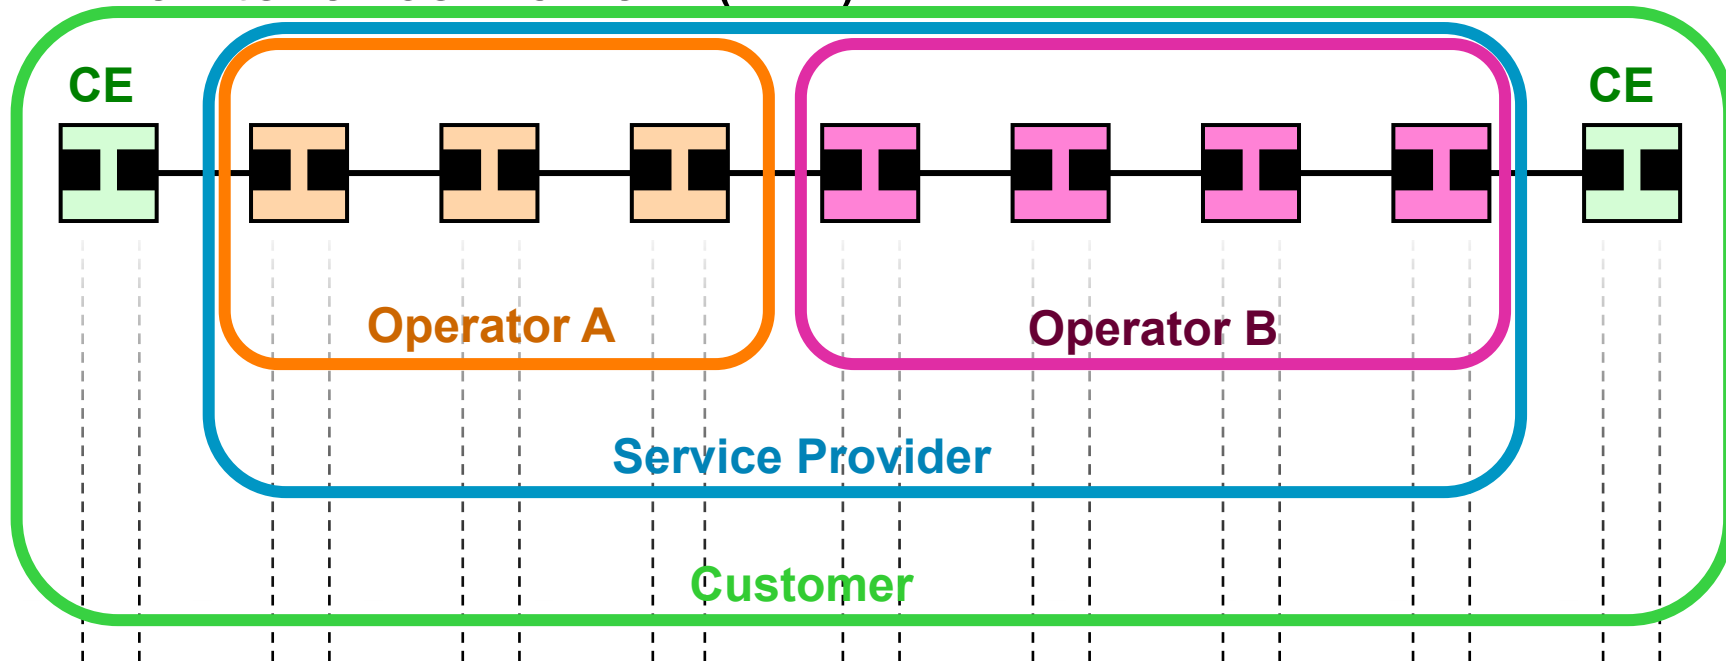 CE
CE
Operator A
Operator B
Service Provider
Customer